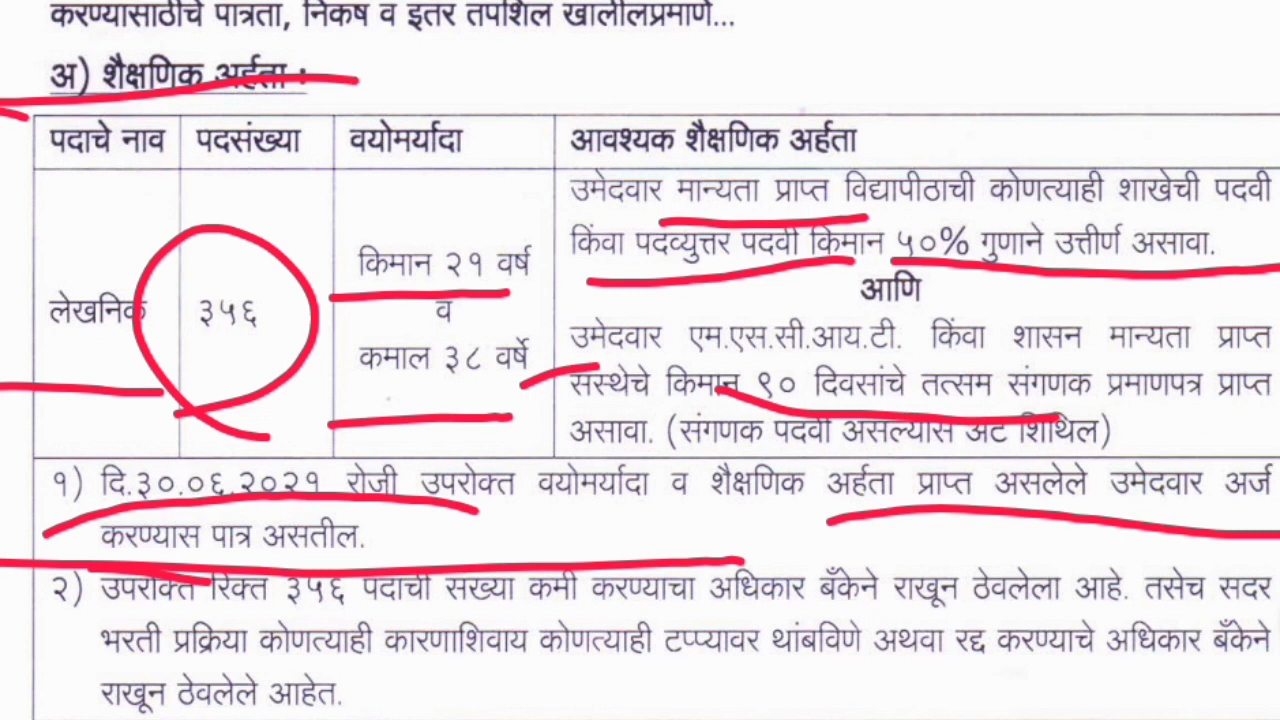 करण्यासाठीचे पात्रता, निकष व इतर तपशिल खालीलप्रमाणे...
अ) शैक्षणिक अर्हता :
पदाचे नाव पदसंख्या वयोमर्यादा आवश्यक शैक्षणिक अर्हता
लेखनिक
३५६
किमान २१ वर्ष
व
कमाल ३८ वर्षे
उमेदवार मान्यता प्राप्त विद्यापीठाची कोणत्याही शाखेची पदवी
किंवा पदव्युत्तर पदवी किमान ५०% गुणाने उत्तीर्ण असावा.
आणि
उमेदवार एम.एस.सी.आय.टी. किंवा शासन मान्यता प्राप्त
संस्थेचे किमान ९० दिवसांचे तत्सम संगणक प्रमाणपत्र प्राप्त
असावा. (संगणक पदवी असल्यास अट शिथिल)
१) दि.३०.०६.२०२१ रोजी उपरोक्त वयोमर्यादा व शैक्षणिक अर्हता प्राप्त असलेले उमेदवार अर्ज
करण्यास पात्र असतील.
२) उपरोक्त रिक्त ३५६ पदाची संख्या कमी करण्याचा अधिकार बँकेने राखून ठेवलेला आहे. तसेच सदर
भरती प्रक्रिया कोणत्याही कारणाशिवाय कोणत्याही टप्प्यावर थांबविणे अथवा रद्द करण्याचे अधिकार बँकेने
राखून ठेवलेले आहेत.